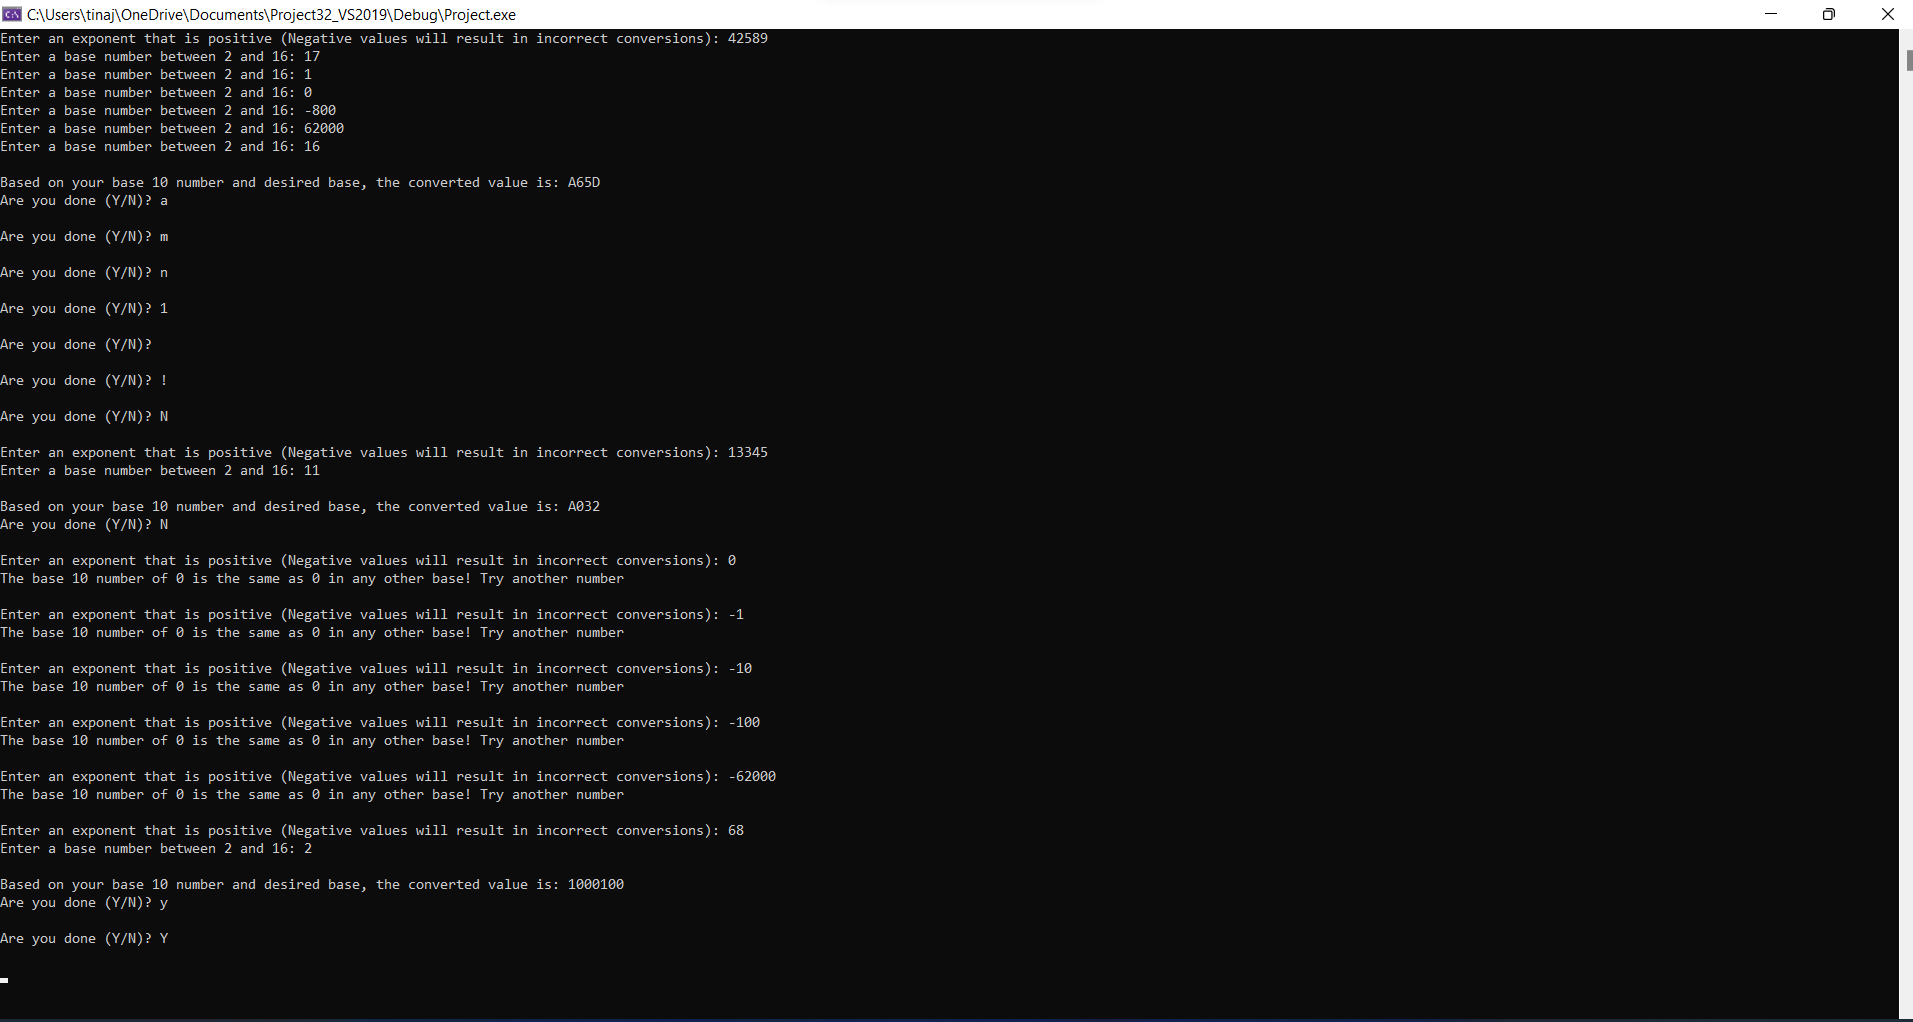 C:\Users\tinaj\OneDrive\Documents\Project32_VS2019\Debug\Project.exe
Enter an exponent that is positive (Negative values will result in incorrect conversions): 42589
Enter a base number between 2 and 16: 17
Enter a base number between 2 and 16: 1
Enter a base number between 2 and 16: 0
Enter a base number between 2 and 16: -800
Enter a base number between 2 and 16: 62000
Enter a base number between 2 and 16: 16
Based on your base 10 number and desired base, the converted value is: A65D
Are you done (Y/N)? a
Are you done (Y/N)? m
Are you done (Y/N)? n
Are you done (Y/N)? 1
Are you done (Y/N)?
Are you done (Y/N)? !
Are you done (Y/N)? N
Enter an exponent that is positive (Negative values will result in incorrect conversions): 13345
Enter a base number between 2 and 16: 11
Based on your base 10 number and desired base, the converted value is: A032
Are you done (Y/N)? N
Enter an exponent that is positive (Negative values will result in incorrect conversions): 0
The base 10 number of 0 is the same as 0 in any other base! Try another number
Enter an exponent that is positive (Negative values will result in incorrect conversions): -1
The base 10 number of 0 is the same as 0 in any other base! Try another number
Enter an exponent that is positive (Negative values will result in incorrect conversions): -10
The base 10 number of 0 is the same as 0 in any other base! Try another number
Enter an exponent that is positive (Negative values will result in incorrect conversions): -100
The base 10 number of 0 is the same as 0 in any other base! Try another number
Enter an exponent that is positive (Negative values will result in incorrect conversions): -62000
The base 10 number of 0 is the same as 0 in any other base! Try another number
Enter an exponent that is positive (Negative values will result in incorrect conversions): 68
Enter a base number between 2 and 16: 2
Based on your base 10 number and desired base, the converted value is: 1000100
Are you done (Y/N)? y
Are you done (Y/N)? Y